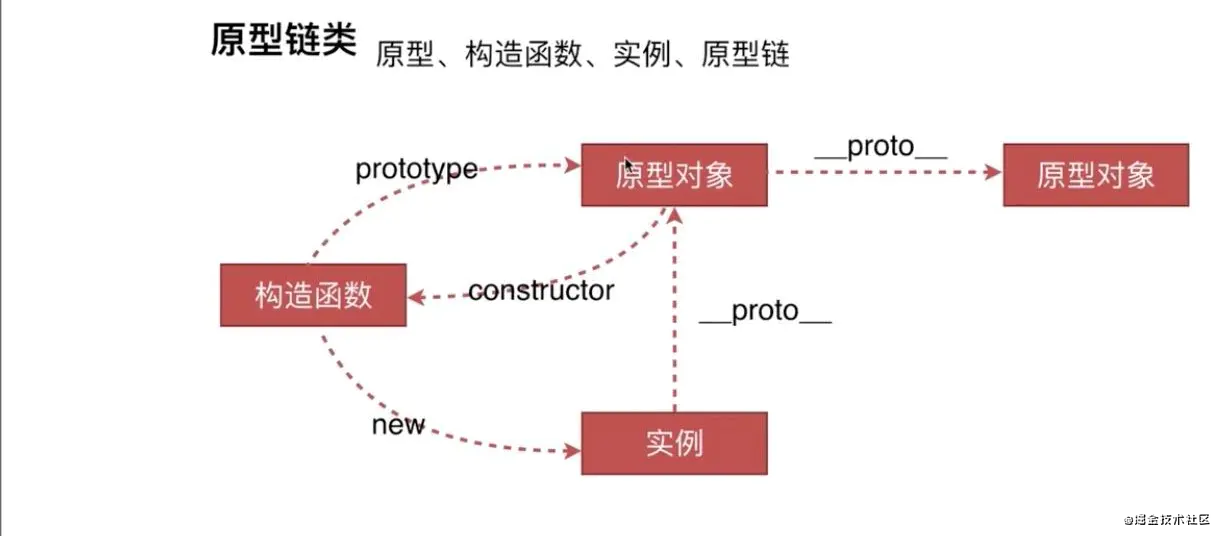 原型链类 原型、构造函数、实例、原型链
prototype
原型对象
__proto__
原型对象
构造函数
constructor
__proto__
new
实例
@掘金技术社区